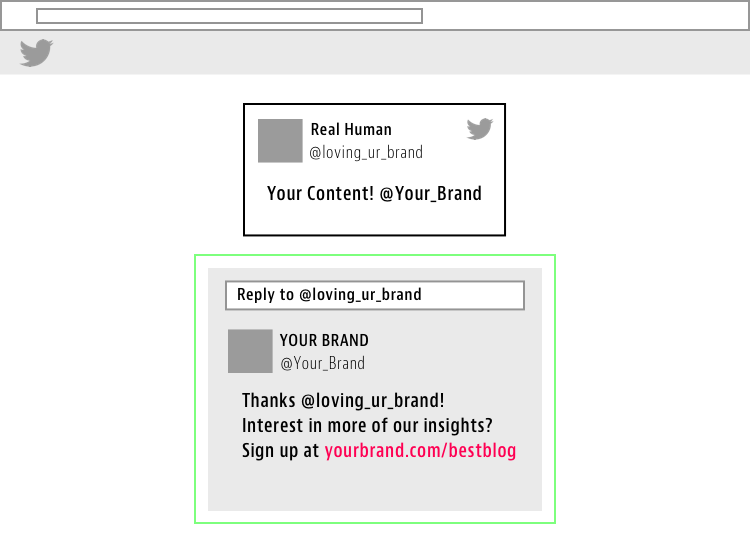 Real Human
@loving_ur_brand
Your Content! @Your_Brand
Reply to @loving_ur_brand
YOUR BRAND
@Your_Brand
Thanks @loving_ur_brand!
Interest in more of our insights?
Sign up at yourbrand.com/bestblog